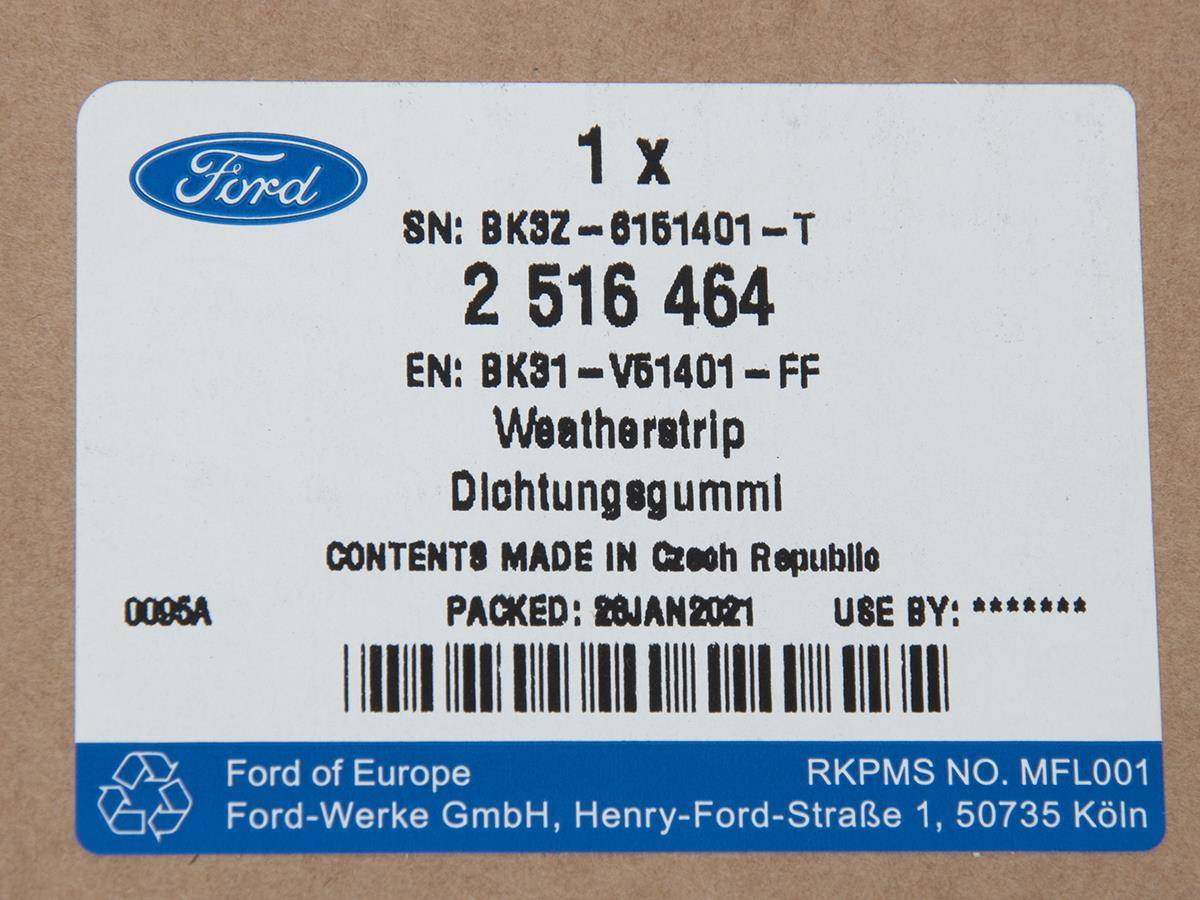 Ford
1 x
SN: BK3Z-6151401-T
2 516 464
EN: BK31-V51401-FF
Weatherstrip
Dichtungsgummi
CONTENTS MADE IN Czech Republic
0095A PACKED: 26JAN2021 USE BY: *******
Ford of Europe RKPMS NO. MFL001
Ford-Werke GmbH, Henry-Ford-Straße 1, 50735 Köln